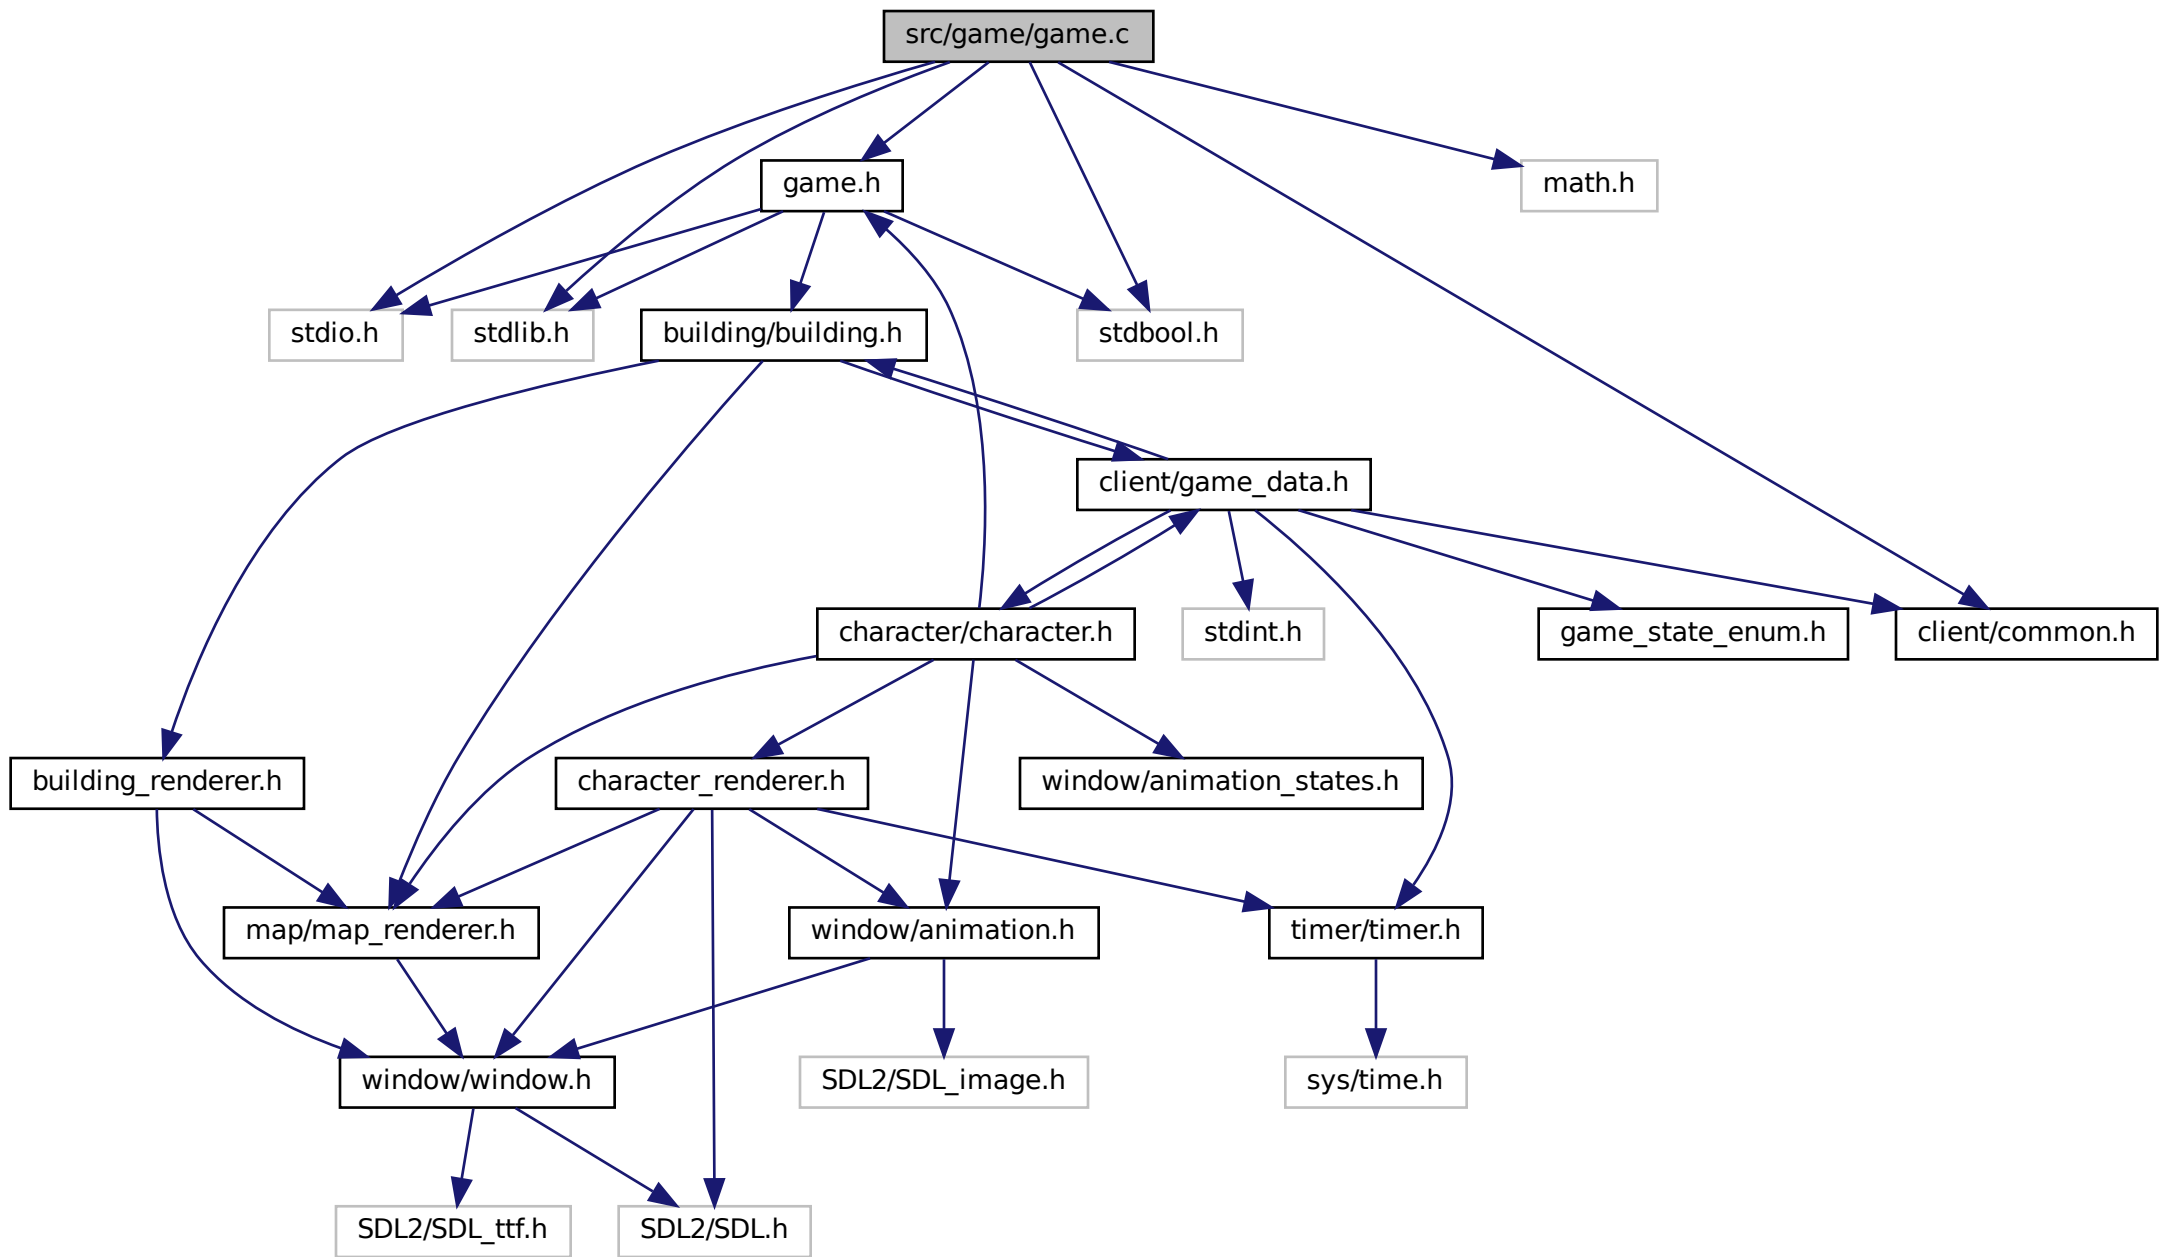 src/game/game.c
game.h
math.h
stdio.h
stdlib.h
building/building.h
stdbool.h
client/game_data.h
character/character.h
stdint.h
game_state_enum.h
client/common.h
building_renderer.h
character_renderer.h
window/animation_states.h
map/map_renderer.h
window/animation.h
timer/timer.h
window/window.h
SDL2/SDL_image.h
sys/time.h
SDL2/SDL_ttf.h
SDL2/SDL.h